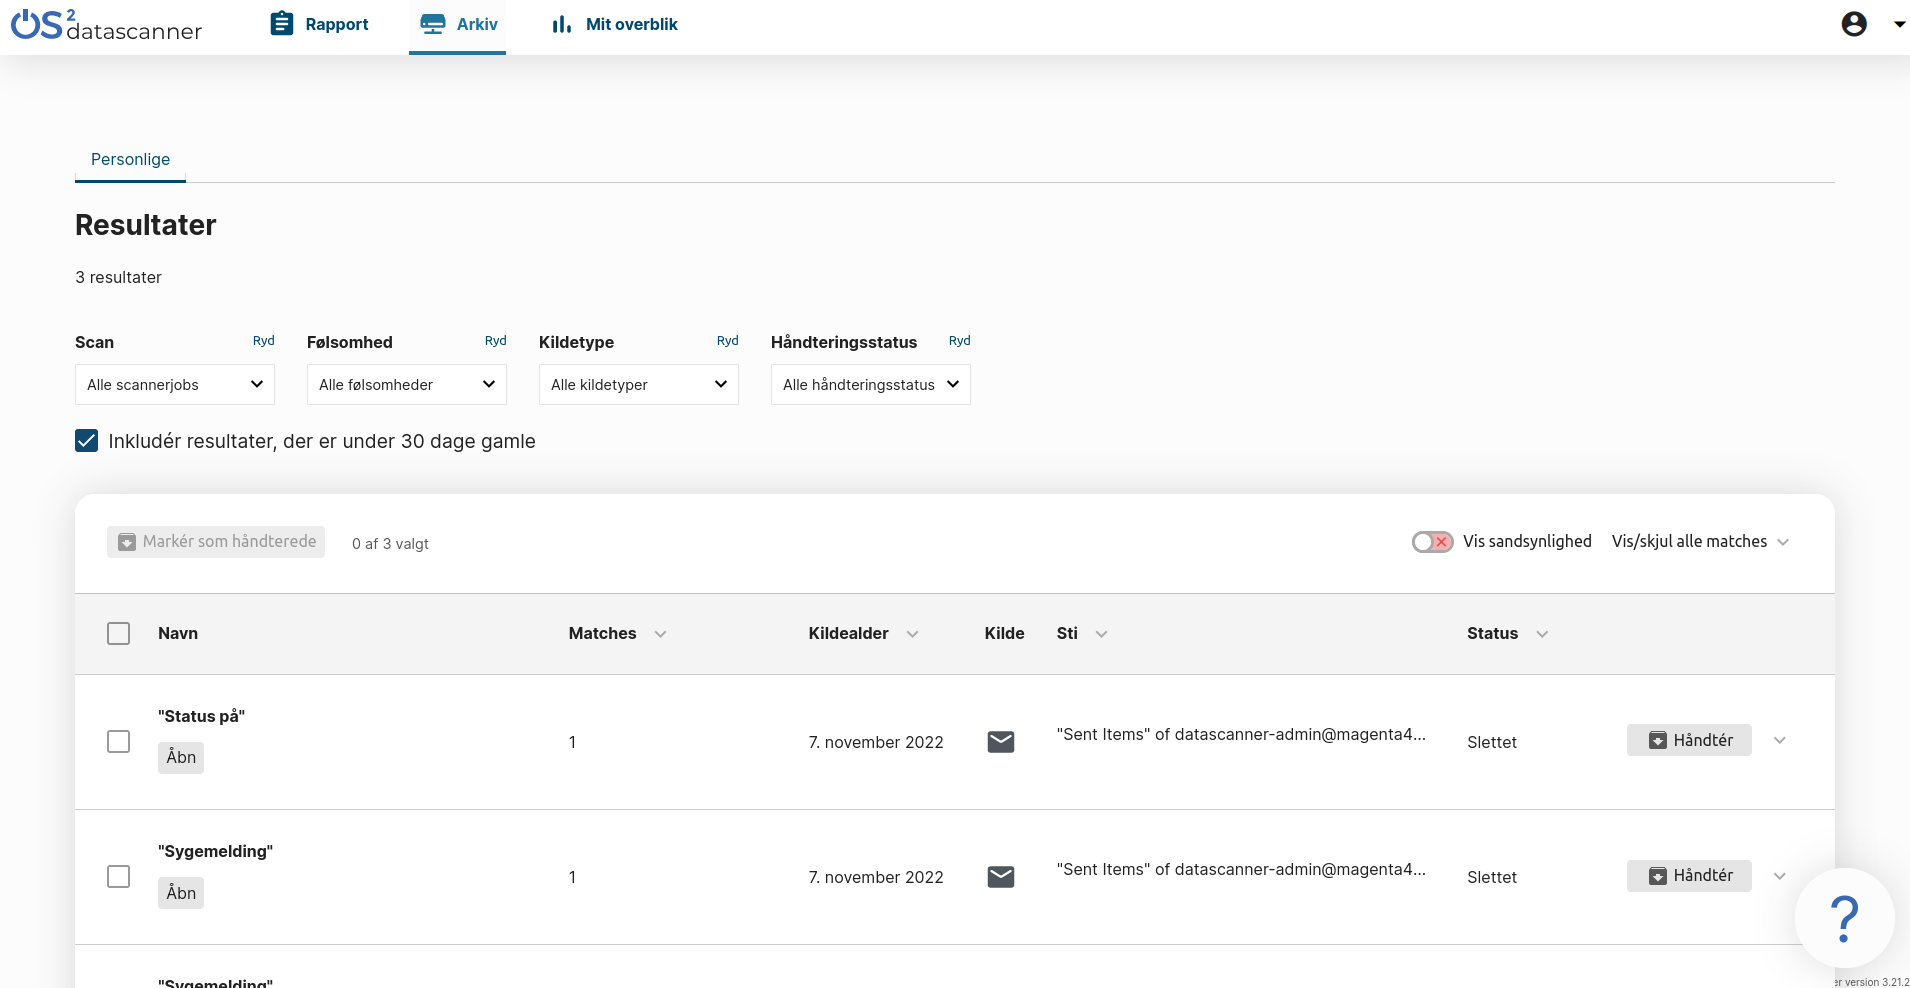 OS2datascanner
Rapport
Arkiv
Mit overblik
Personlige
Resultater
3 resultater
Scan Ryd
Følsomhed Ryd
Kildetype Ryd
Håndteringsstatus Ryd
Alle scannerjobs
Alle følsomheder
Alle kildetyper
Alle håndteringsstatus
Inkludér resultater, der er under 30 dage gamle
Markér som håndterede
0 af 3 valgt
Vis sandsynlighed
Vis/skjul alle matches
Navn Matches Kildealder Kilde Sti Status
"Status på"
Åbn
1
7. november 2022
"Sent Items" of datascanner-admin@magenta4...
Slettet
Håndtér
"Sygemelding"
Åbn
1
7. november 2022
"Sent Items" of datascanner-admin@magenta4...
Slettet
Håndtér
?
"Sygemelding"
er version 3.21.2